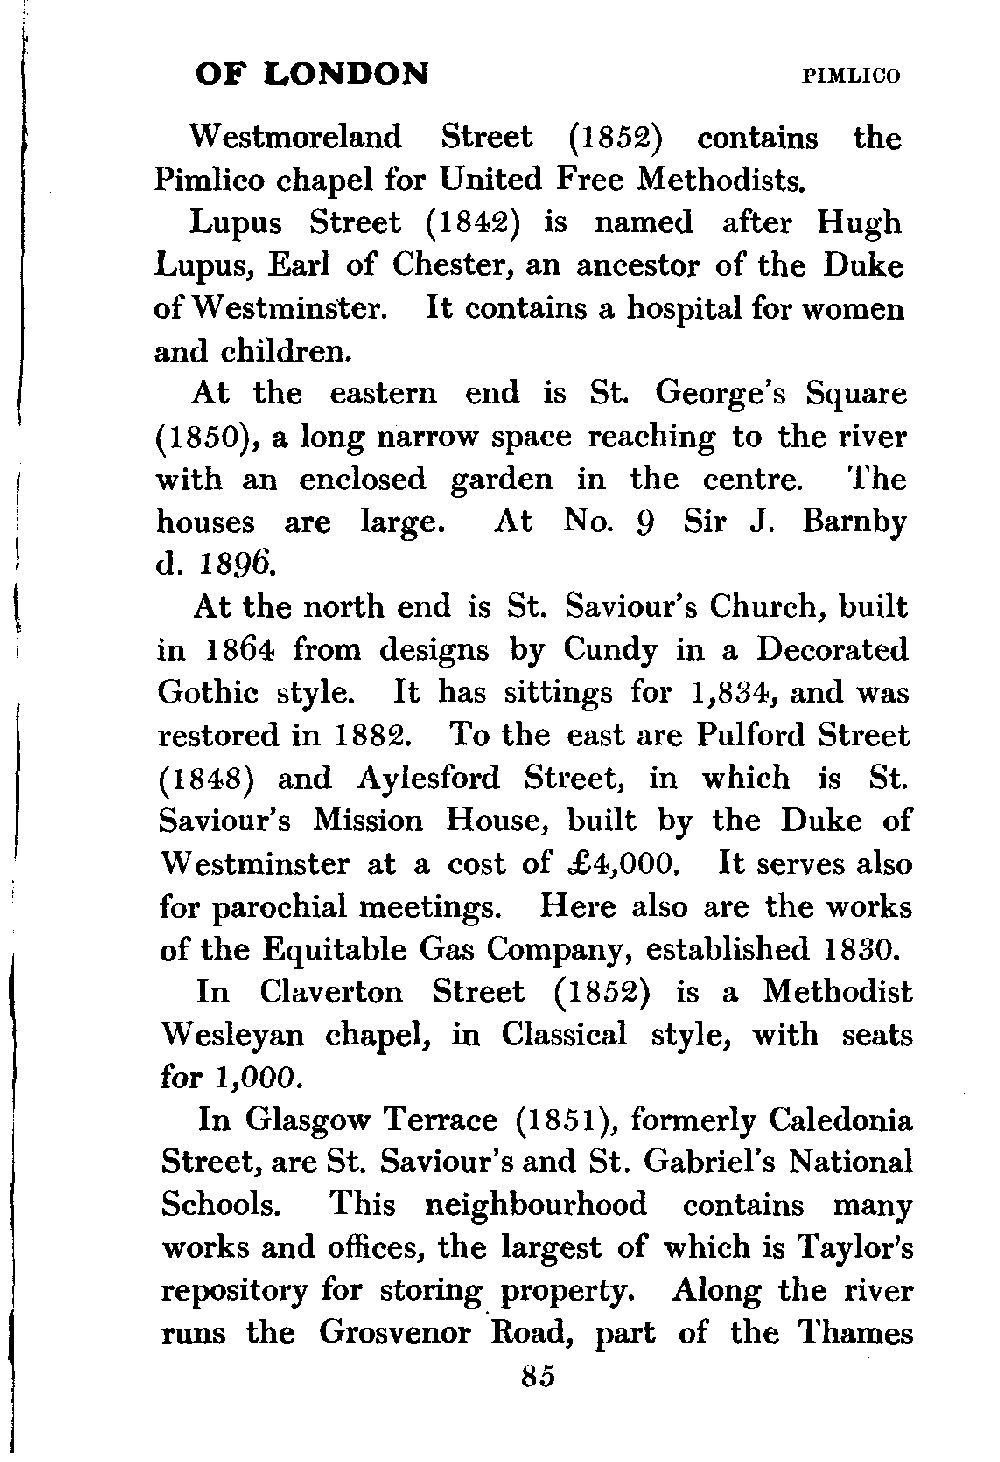 OF LONDON PIMLICO
Westmoreland Street (1852) contains the
Pimlico chapel for United Free Methodists.
Lupus Street (1842) is named after Hugh
Lupus, Earl of Chester, an ancestor of the Duke
of Westminster. It contains a hospital for women
and children.
At the eastern end is St. George's Square
(1850), a long narrow space reaching to the river
with an enclosed garden in the centre. The
houses are large. At No. 9 Sir J. Barnby
d. 1896.
At the north end is St. Saviour's Church, built
in 1864 from designs by Cundy in a Decorated
Gothic style. It has sittings for 1,834, and was
restored in 1882. To the east are Pulford Street
(1848) and Aylesford Street, in which is St.
Saviour's Mission House, built by the Duke of
Westminster at a cost of £4,000. It serves also
for parochial meetings. Here also are the works
of the Equitable Gas Company, established 1830.
In Claverton Street (1852) is a Methodist
Wesleyan chapel, in Classical style, with seats
for 1,000.
In Glasgow Terrace (1851), formerly Caledonia
Street, are St. Saviour's and St. Gabriel's National
Schools. This neighbourhood contains many
works and offices, the largest of which is Taylor's
repository for storing property. Along the river
runs the Grosvenor Road, part of the Thames
85